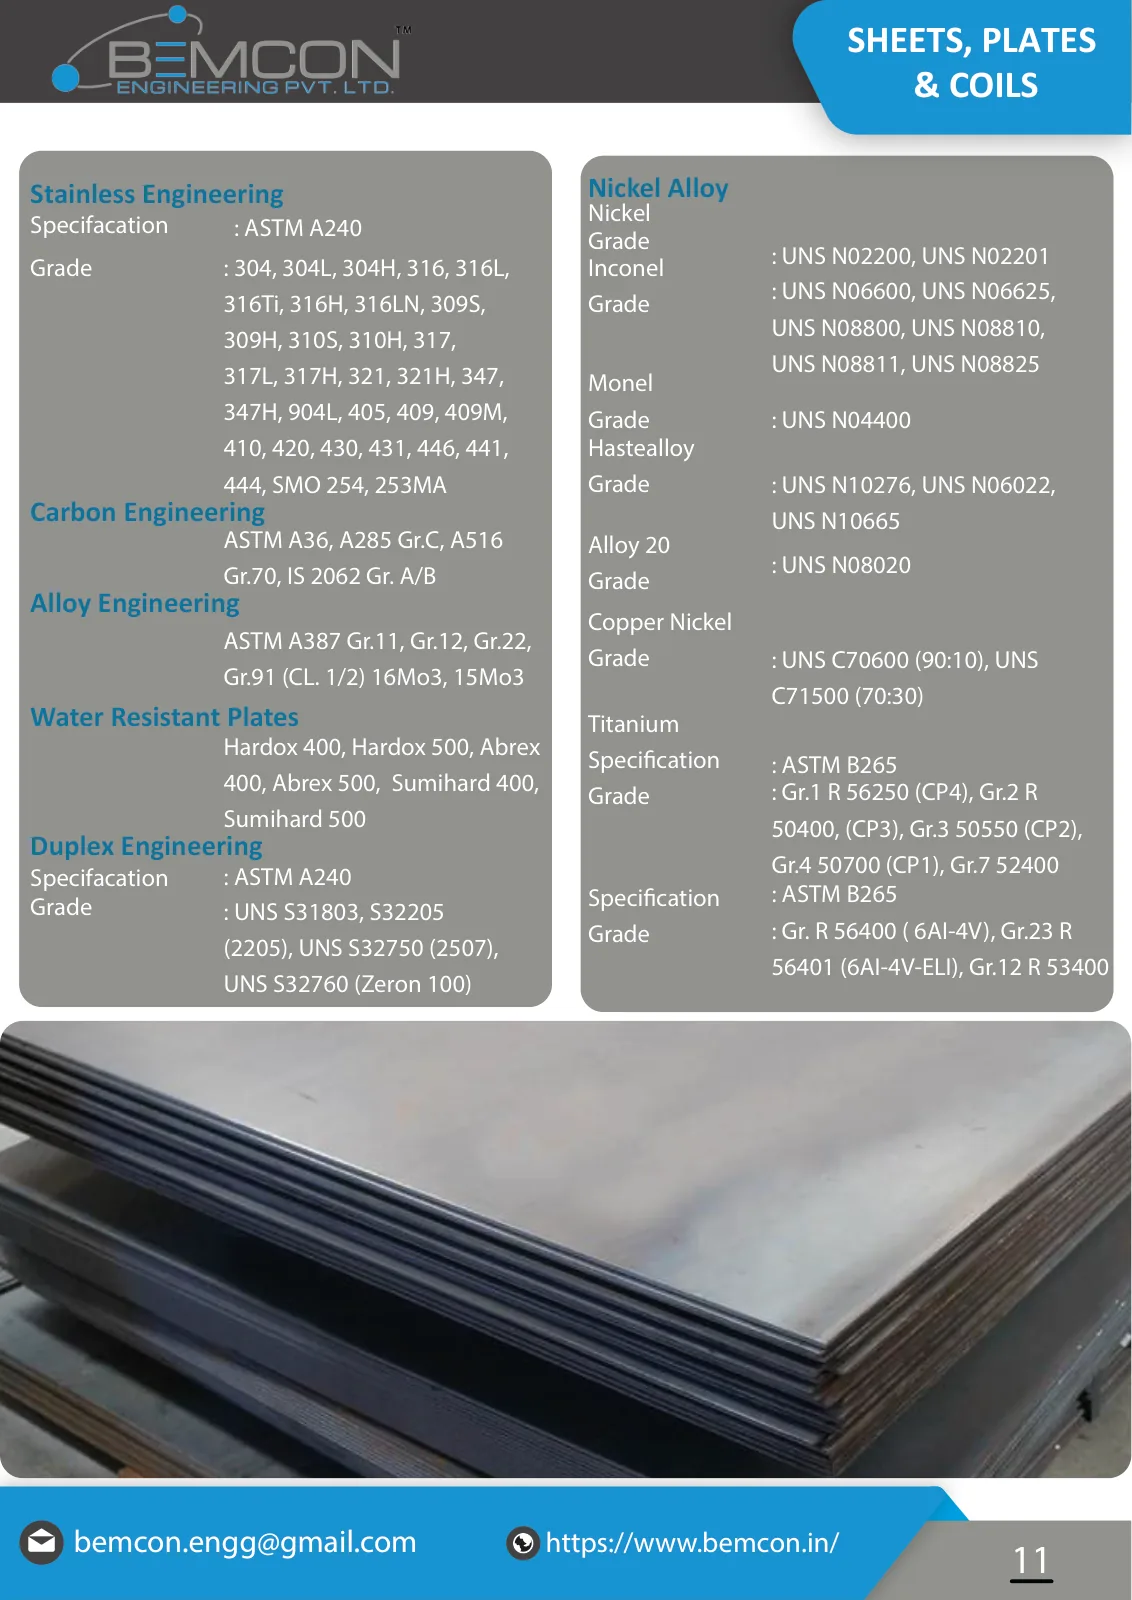 BEMCON
TM
ENGINEERING PVT. LTD.
SHEETS, PLATES
& COILS
Stainless Engineering
Specifacation : ASTM A240
Grade : 304, 304L, 304H, 316, 316L,
316Ti, 316H, 316LN, 309S,
309H, 310S, 310H, 317,
317L, 317H, 321, 321H, 347,
347H, 904L, 405, 409, 409M,
410, 420, 430, 431, 446, 441,
444, SMO 254, 253MA
Carbon Engineering
ASTM A36, A285 Gr.C, A516
Gr.70, IS 2062 Gr. A/B
Alloy Engineering
ASTM A387 Gr.11, Gr.12, Gr.22,
Gr.91 (CL. 1/2) 16Mo3, 15Mo3
Water Resistant Plates
Hardox 400, Hardox 500, Abrex
400, Abrex 500, Sumihard 400,
Sumihard 500
Duplex Engineering
Specifacation : ASTM A240
Grade : UNS S31803, S32205
(2205), UNS S32750 (2507),
UNS S32760 (Zeron 100)
Nickel Alloy
Nickel
Grade : UNS N02200, UNS N02201
Inconel
Grade : UNS N06600, UNS N06625,
UNS N08800, UNS N08810,
UNS N08811, UNS N08825
Monel
Grade : UNS N04400
Hastealloy
Grade : UNS N10276, UNS N06022,
UNS N10665
Alloy 20
Grade : UNS N08020
Copper Nickel
Grade : UNS C70600 (90:10), UNS
C71500 (70:30)
Titanium
Specification : ASTM B265
Grade : Gr.1 R 56250 (CP4), Gr.2 R
50400, (CP3), Gr.3 50550 (CP2),
Gr.4 50700 (CP1), Gr.7 52400
Specification : ASTM B265
Grade : Gr. R 56400 ( 6AI-4V), Gr.23 R
56401 (6AI-4V-ELI), Gr.12 R 53400
bemcon.engg@gmail.com
https://www.bemcon.in/
11